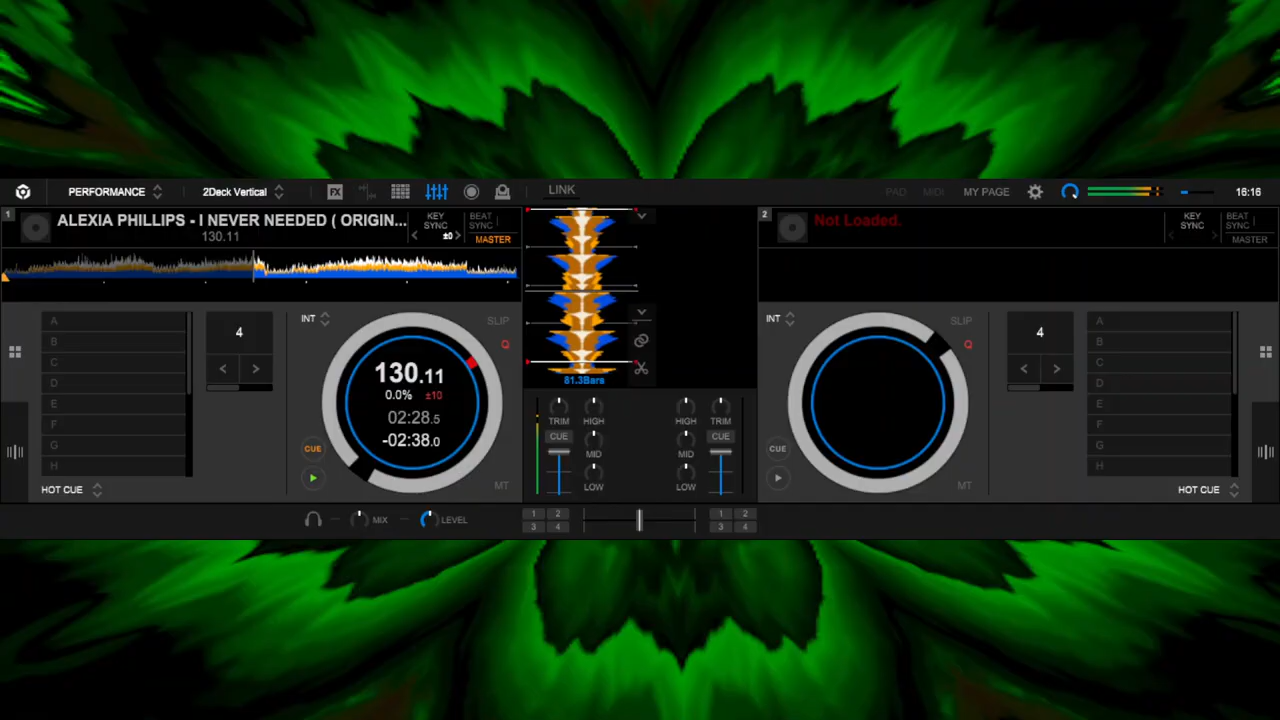 PERFORMANCE
2Deck Vertical
FX
LINK
PAD
MIDI
MY PAGE
16:16
1
ALEXIA PHILLIPS - I NEVER NEEDED ( ORIGIN...
130.11
KEY
SYNC
±0
BEAT
SYNC
MASTER
2
Not Loaded.
KEY
SYNC
BEAT
SYNC
MASTER
A
B
C
D
E
F
G
H
HOT CUE
4
INT
SLIP
Q
130.11
0.0%
±10
02:28.5
-02:38.0
CUE
MT
81.3Bars
TRIM
HIGH
CUE
MID
LOW
HIGH
TRIM
MID
CUE
LOW
INT
SLIP
Q
CUE
MT
4
A
B
C
D
E
F
G
H
HOT CUE
MIX
LEVEL
1 2
3 4
1 2
3 4